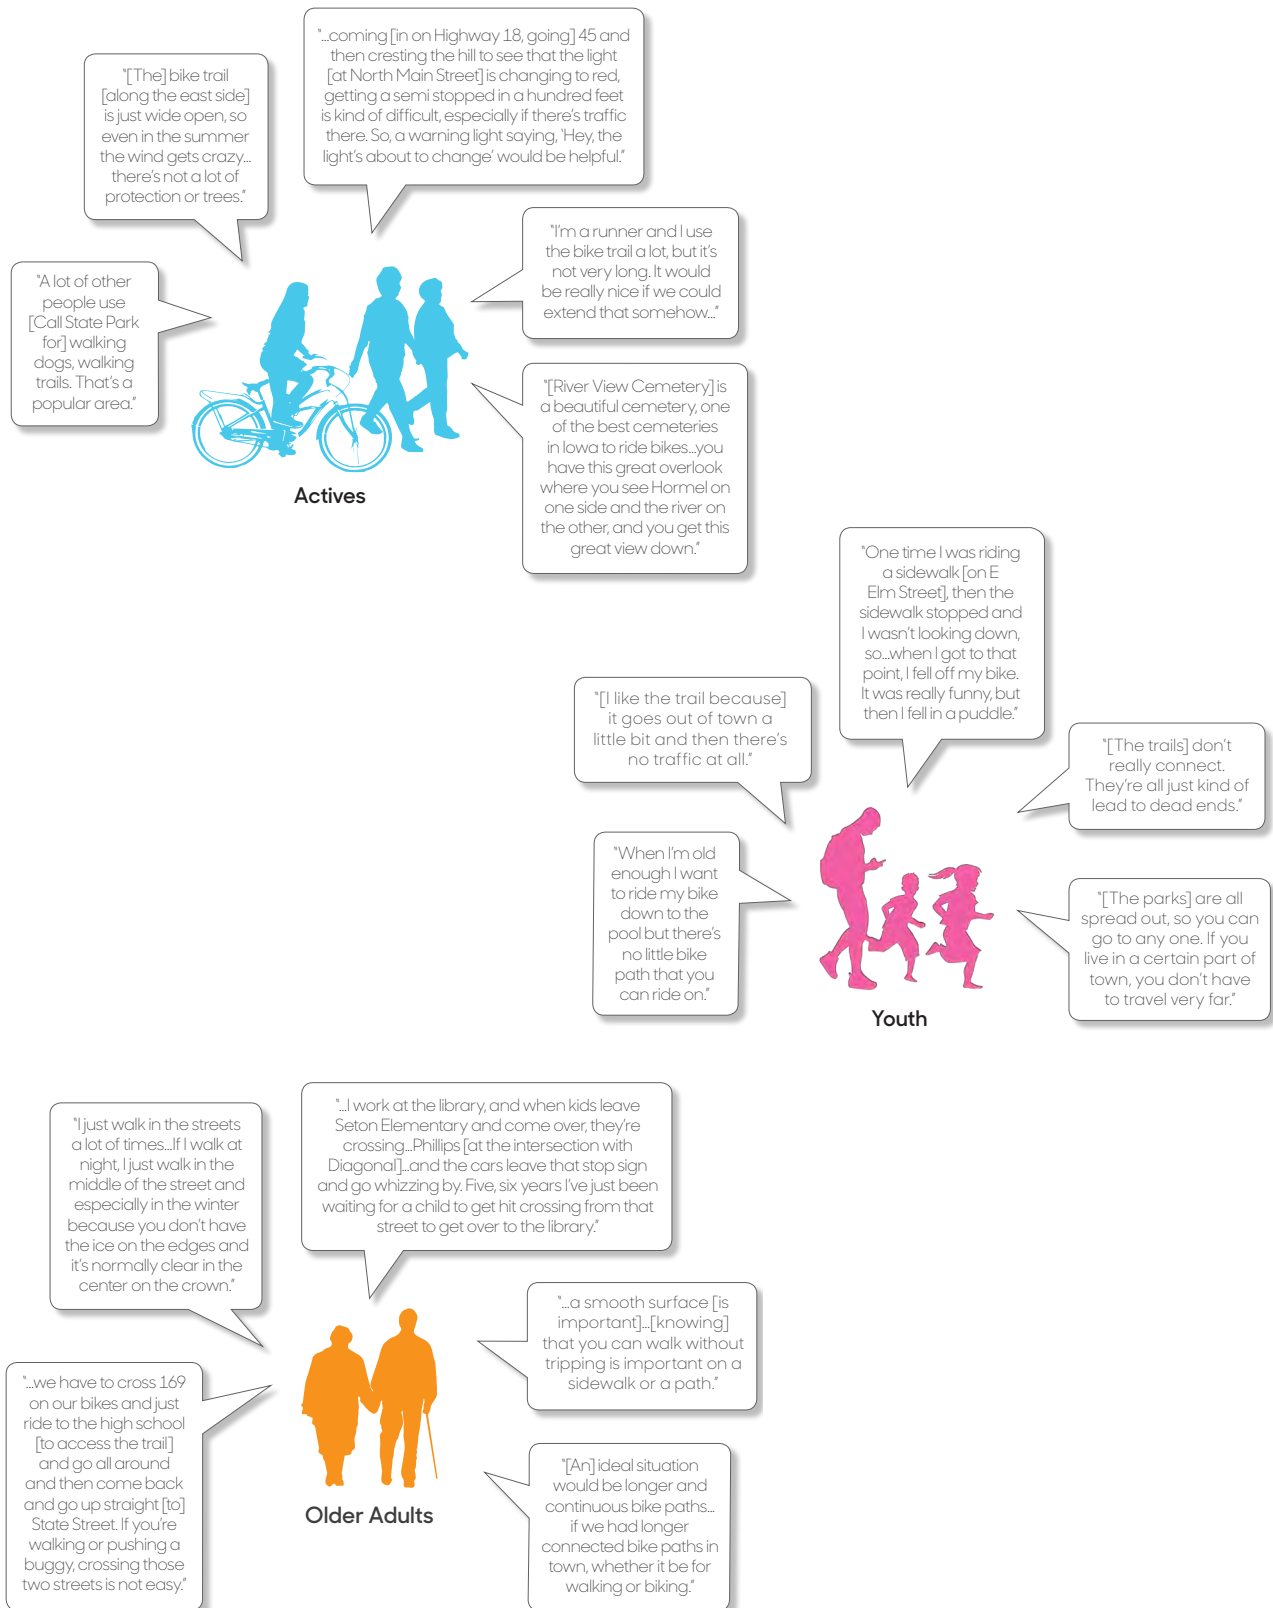 "...coming [in on Highway 18, going] 45 and
then cresting the hill to see that the light
[at North Main Street] is changing to red,
getting a semi stopped in a hundred feet
is kind of difficult, especially if there's traffic
there. So, a warning light saying, 'Hey, the
light's about to change' would be helpful."
"[The] bike trail
[along the east side]
is just wide open, so
even in the summer
the wind gets crazy...
there's not a lot of
protection or trees."
"I'm a runner and I use
the bike trail a lot, but it's
not very long. It would
be really nice if we could
extend that somehow..."
"A lot of other
people use
[Call State Park
for] walking
dogs, walking
trails. That's a
popular area."
"[River View Cemetery] is
a beautiful cemetery, one
of the best cemeteries
in Iowa to ride bikes...you
have this great overlook
where you see Hormel on
one side and the river on
the other, and you get this
great view down."
Actives
"One time I was riding
a sidewalk [on E
Elm Street], then the
sidewalk stopped and
I wasn't looking down,
so...when I got to that
point, I fell off my bike.
It was really funny, but
then I fell in a puddle."
"[I like the trail because]
it goes out of town a
little bit and then there's
no traffic at all."
"[The trails] don't
really connect.
They're all just kind of
lead to dead ends."
"When I'm old
enough I want
to ride my bike
down to the
pool but there's
no little bike
path that you
can ride on."
"[The parks] are all
spread out, so you can
go to any one. If you
live in a certain part of
town, you don't have
to travel very far."
Youth
"...I work at the library, and when kids leave
Seton Elementary and come over, they're
crossing...Phillips [at the intersection with
Diagonal]...and the cars leave that stop sign
and go whizzing by. Five, six years I've just been
waiting for a child to get hit crossing from that
street to get over to the library."
"I just walk in the streets
a lot of times...If I walk at
night, I just walk in the
middle of the street and
especially in the winter
because you don't have
the ice on the edges and
it's normally clear in the
center on the crown."
"...a smooth surface [is
important]...[knowing]
that you can walk without
tripping is important on a
sidewalk or a path."
"...we have to cross 169
on our bikes and just
ride to the high school
[to access the trail]
and go all around
and then come back
and go up straight [to]
State Street. If you're
walking or pushing a
buggy, crossing those
two streets is not easy."
"[An] ideal situation
would be longer and
continuous bike paths...
if we had longer
connected bike paths in
town, whether it be for
walking or biking."
Older Adults